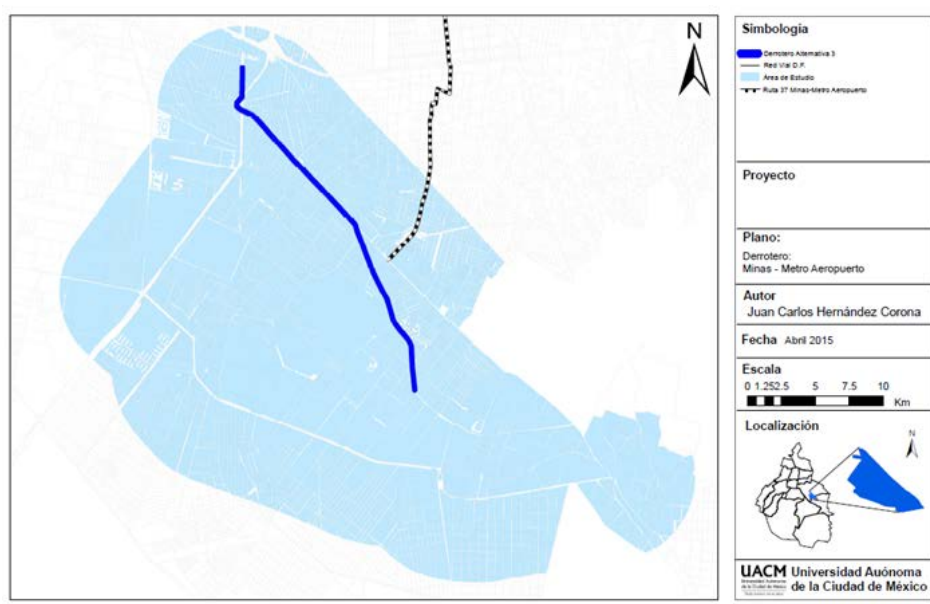 N
Simbología
Derrotero Alternativa 3
Red Vial D.F.
Área de Estudio
Ruta 37 Minas-Metro Aeropuerto
Proyecto
Plano:
Derrotero:
Minas - Metro Aeropuerto
Autor
Juan Carlos Hernández Corona
Fecha Abril 2015
Escala
0 1.252.5 5 7.5 10
Km
Localización
N
UACM Universidad Auónoma
de la Ciudad de México